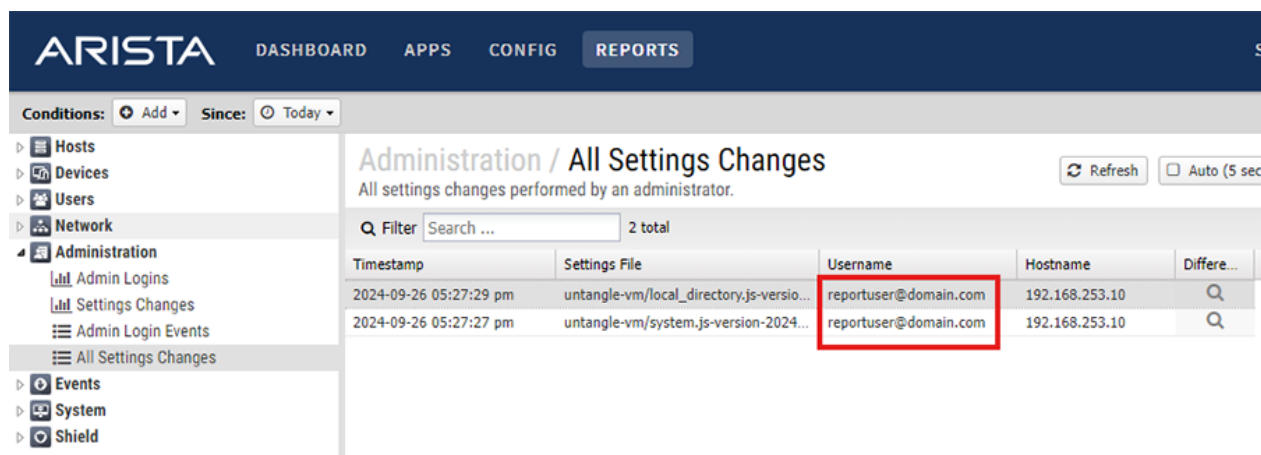 ARISTA DASHBOARD APPS CONFIG REPORTS
Conditions: Add Since: Today
Hosts
Devices
Users
Network
Administration
Admin Logins
Settings Changes
Admin Login Events
All Settings Changes
Events
System
Shield
Administration / All Settings Changes
All settings changes performed by an administrator.
Refresh Auto (5 sec
Filter Search ... 2 total
Timestamp Settings File Username Hostname Differe...
2024-09-26 05:27:29 pm untangle-vm/local_directory.js-versio... reportuser@domain.com 192.168.253.10
2024-09-26 05:27:27 pm untangle-vm/system.js-version-2024... reportuser@domain.com 192.168.253.10